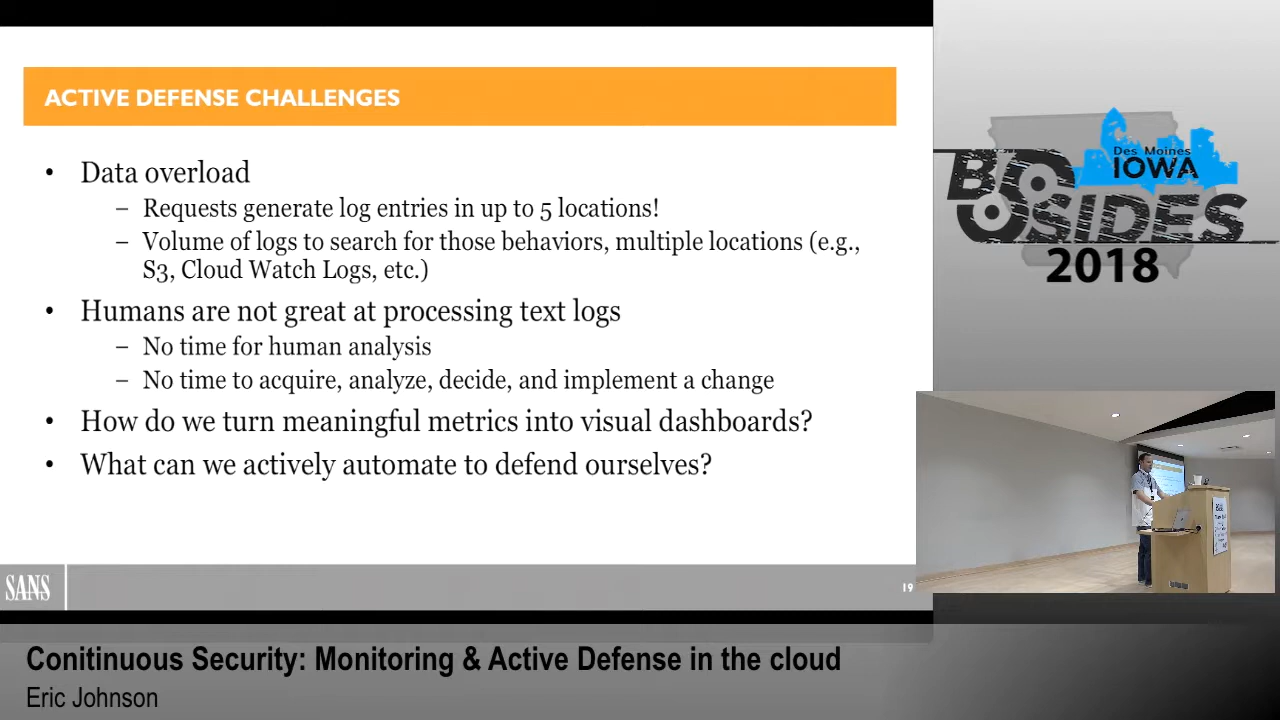 ACTIVE DEFENSE CHALLENGES
• Data overload
– Requests generate log entries in up to 5 locations!
– Volume of logs to search for those behaviors, multiple locations (e.g.,
S3, Cloud Watch Logs, etc.)
• Humans are not great at processing text logs
– No time for human analysis
– No time to acquire, analyze, decide, and implement a change
• How do we turn meaningful metrics into visual dashboards?
• What can we actively automate to defend ourselves?
SANS
19
Des Moines
IOWA
BSIDES
2018
Conitinuous Security: Monitoring & Active Defense in the cloud
Eric Johnson